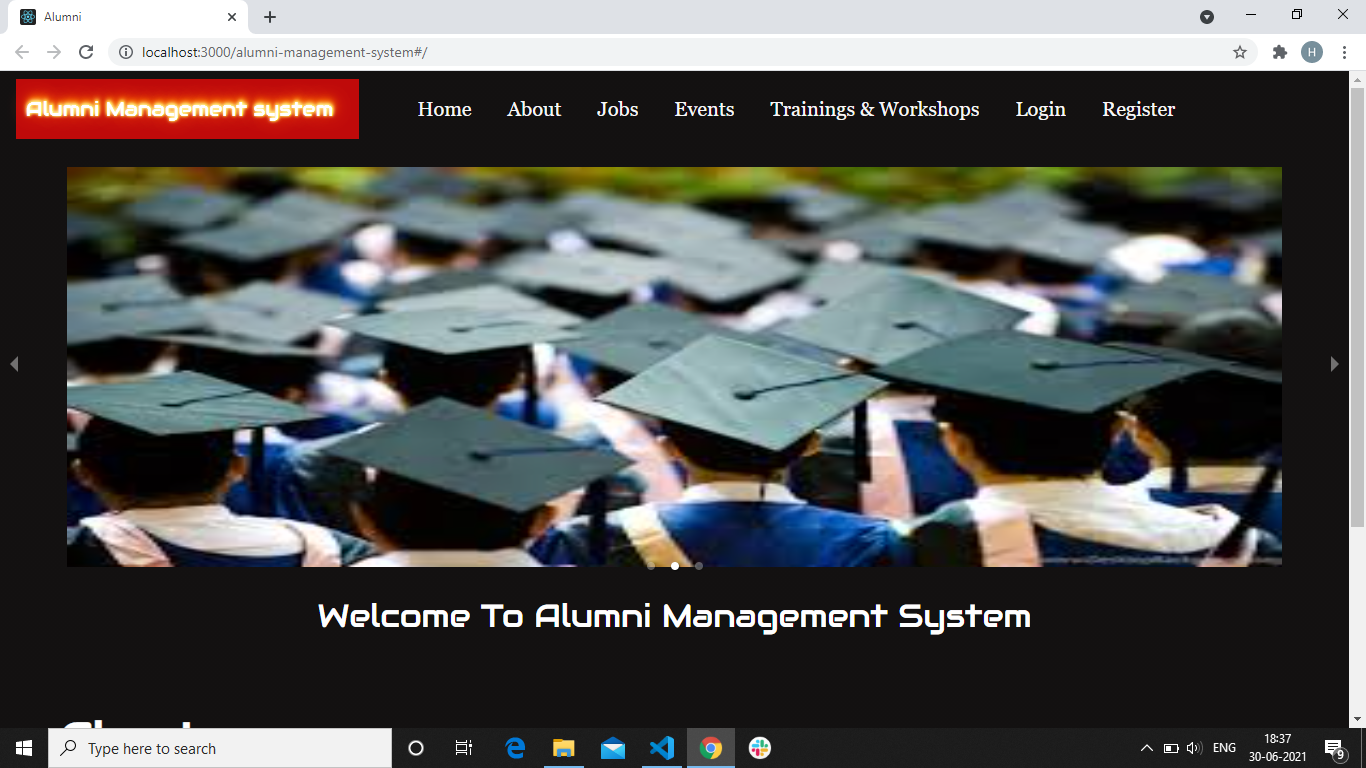 Alumni
localhost:3000/alumni-management-system#/
H
Alumni Management system
Home About Jobs Events Trainings & Workshops Login Register
Welcome To Alumni Management System
Type here to search
ENG
18:37
30-06-2021
9